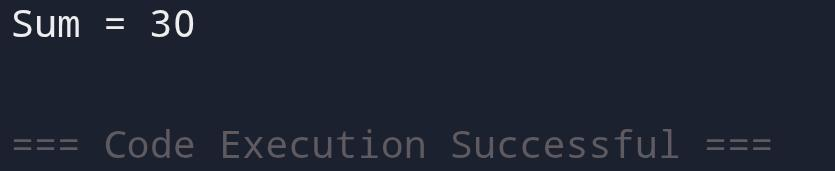 Sum = 30
=== Code Execution Successful ===